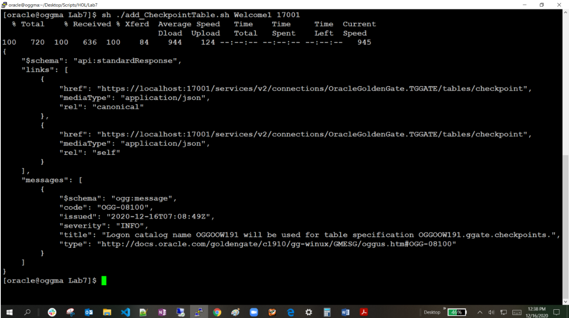 oracle@oggma:~/Desktop/Scripts/HOL/Lab7
[oracle@oggma Lab7]$ sh ./add_CheckpointTable.sh Welcome1 17001
  % Total    % Received % Xferd  Average Speed   Time    Time     Time  Current
                                 Dload  Upload   Total   Spent    Left  Speed
100   720  100   636  100    84    944    124 --:--:-- --:--:-- --:--:--   945
{
    "$schema": "api:standardResponse",
    "links": [
        {
            "href": "https://localhost:17001/services/v2/connections/OracleGoldenGate.TGGATE/tables/checkpoint",
            "mediaType": "application/json",
            "rel": "canonical"
        },
        {
            "href": "https://localhost:17001/services/v2/connections/OracleGoldenGate.TGGATE/tables/checkpoint",
            "mediaType": "application/json",
            "rel": "self"
        }
    ],
    "messages": [
        {
            "$schema": "ogg:message",
            "code": "OGG-08100",
            "issued": "2020-12-16T07:08:49Z",
            "severity": "INFO",
            "title": "Logon catalog name OGGOOW191 will be used for table specification OGGOOW191.ggate.checkpoints.",
            "type": "http://docs.oracle.com/goldengate/c1910/gg-winux/GMESG/oggus.htm#OGG-08100"
        }
    ]
}
[oracle@oggma Lab7]$
Desktop
12:38 PM
12/16/2020